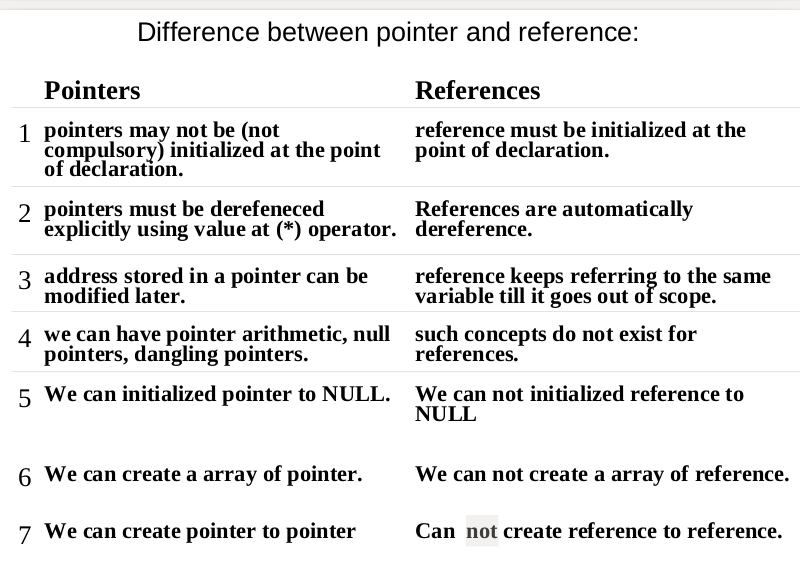 Difference between pointer and reference:
Pointers References
1 pointers may not be (not reference must be initialized at the
compulsory) initialized at the point point of declaration.
of declaration.
2 pointers must be derefeneced References are automatically
explicitly using value at (*) operator. dereference.
3 address stored in a pointer can be reference keeps referring to the same
modified later. variable till it goes out of scope.
4 we can have pointer arithmetic, null such concepts do not exist for
pointers, dangling pointers. references.
5 We can initialized pointer to NULL. We can not initialized reference to
NULL
6 We can create a array of pointer. We can not create a array of reference.
7 We can create pointer to pointer Can not create reference to reference.